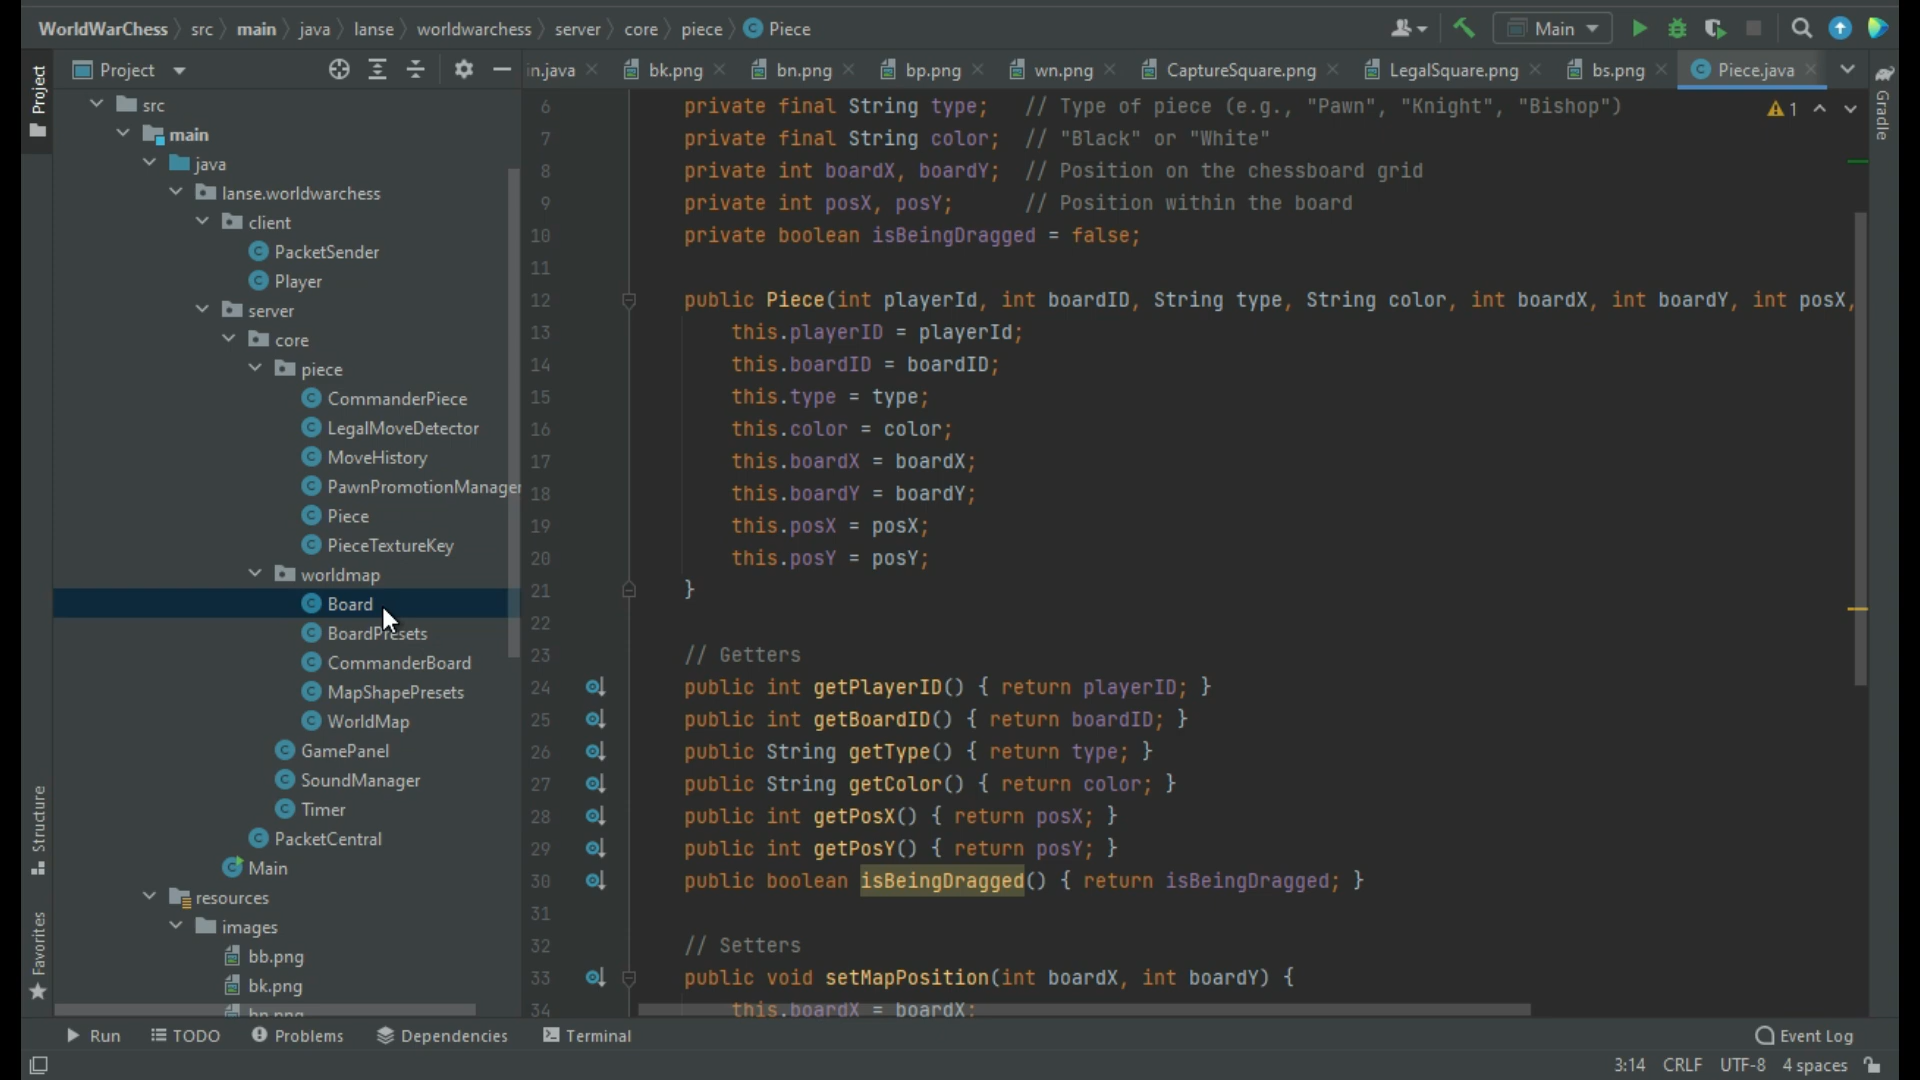 WorldWarChess src main java lanse worldwarchess server core piece Piece
Main
Project
Project
n.java bk.png bn.png bp.png wn.png CaptureSquare.png LegalSquare.png bs.png Piece.java
Gradle
1
src
main
java
lanse.worldwarchess
client
PacketSender
Player
server
core
piece
CommanderPiece
LegalMoveDetector
MoveHistory
PawnPromotionManager
Piece
PieceTextureKey
worldmap
Board
BoardPresets
CommanderBoard
MapShapePresets
WorldMap
GamePanel
SoundManager
Timer
PacketCentral
Main
resources
images
bb.png
bk.png
bn.png
Structure
Favorites
6 private final String type; // Type of piece (e.g., "Pawn", "Knight", "Bishop")
7 private final String color; // "Black" or "White"
8 private int boardX, boardY; // Position on the chessboard grid
9 private int posX, posY; // Position within the board
10 private boolean isBeingDragged = false;
11
12 public Piece(int playerId, int boardID, String type, String color, int boardX, int boardY, int posX,
13 this.playerID = playerId;
14 this.boardID = boardID;
15 this.type = type;
16 this.color = color;
17 this.boardX = boardX;
18 this.boardY = boardY;
19 this.posX = posX;
20 this.posY = posY;
21 }
22
23 // Getters
24 public int getPlayerID() { return playerID; }
25 public int getBoardID() { return boardID; }
26 public String getType() { return type; }
27 public String getColor() { return color; }
28 public int getPosX() { return posX; }
29 public int getPosY() { return posY; }
30 public boolean isBeingDragged() { return isBeingDragged; }
31
32 // Setters
33 public void setMapPosition(int boardX, int boardY) {
34 this.boardX = boardX;
Run TODO Problems Dependencies Terminal Event Log
3:14 CRLF UTF-8 4 spaces